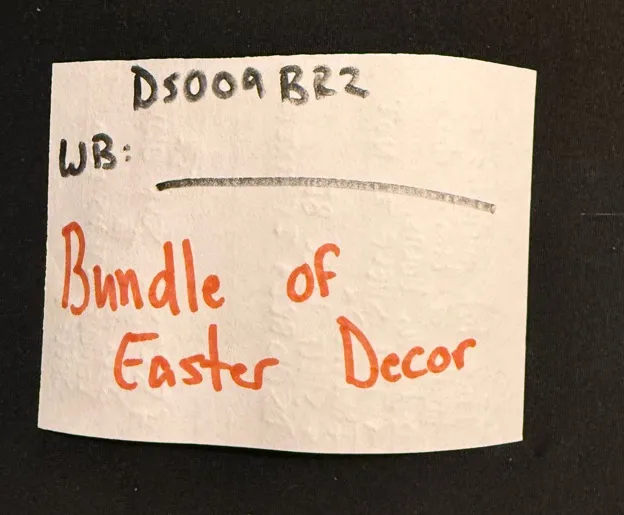 DS009BR2
WB:
Bundle of
Easter Decor